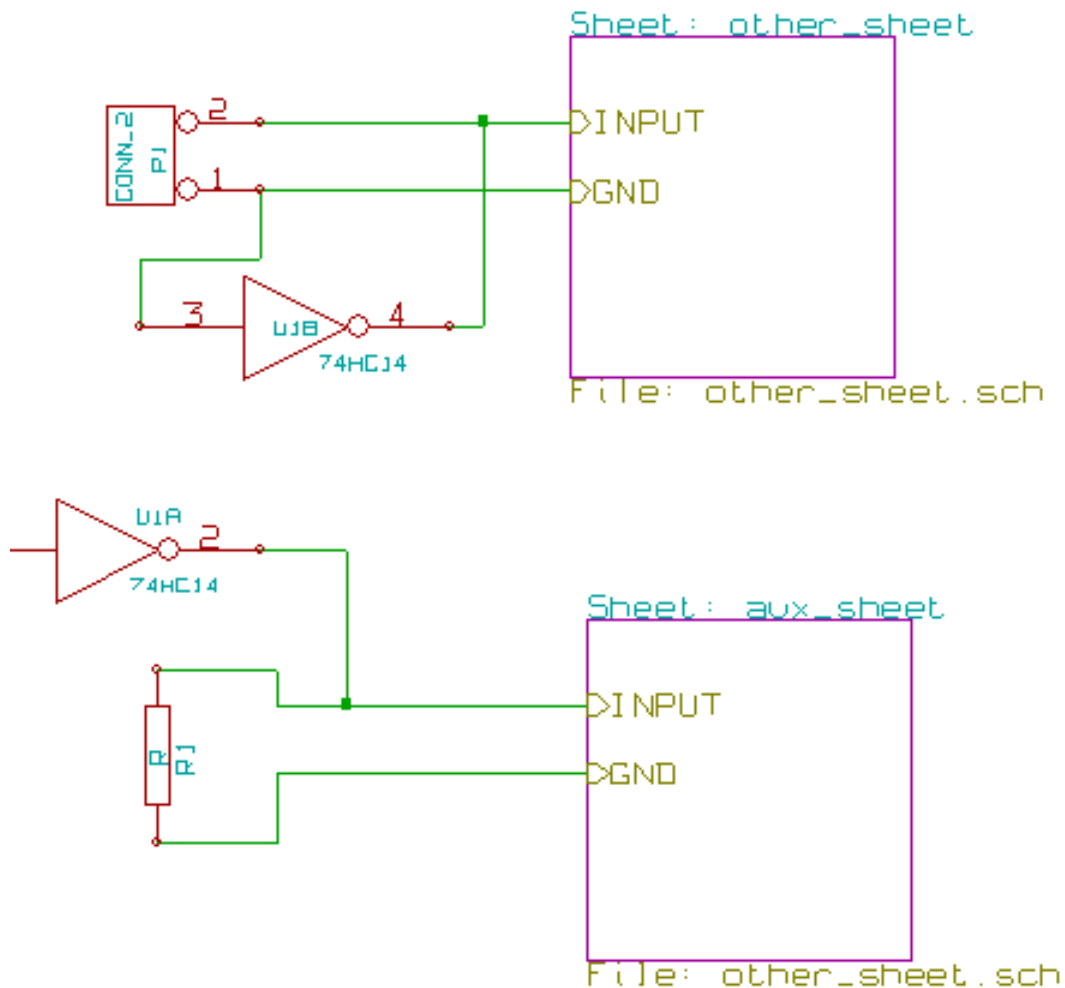 Sheet: other_sheet
2
INPUT
CONN_2
P1
1
GND
3
U1B
4
74HC14
File: other_sheet.sch
U1A
2
74HC14
Sheet: aux_sheet
INPUT
R
R1
GND
File: other_sheet.sch